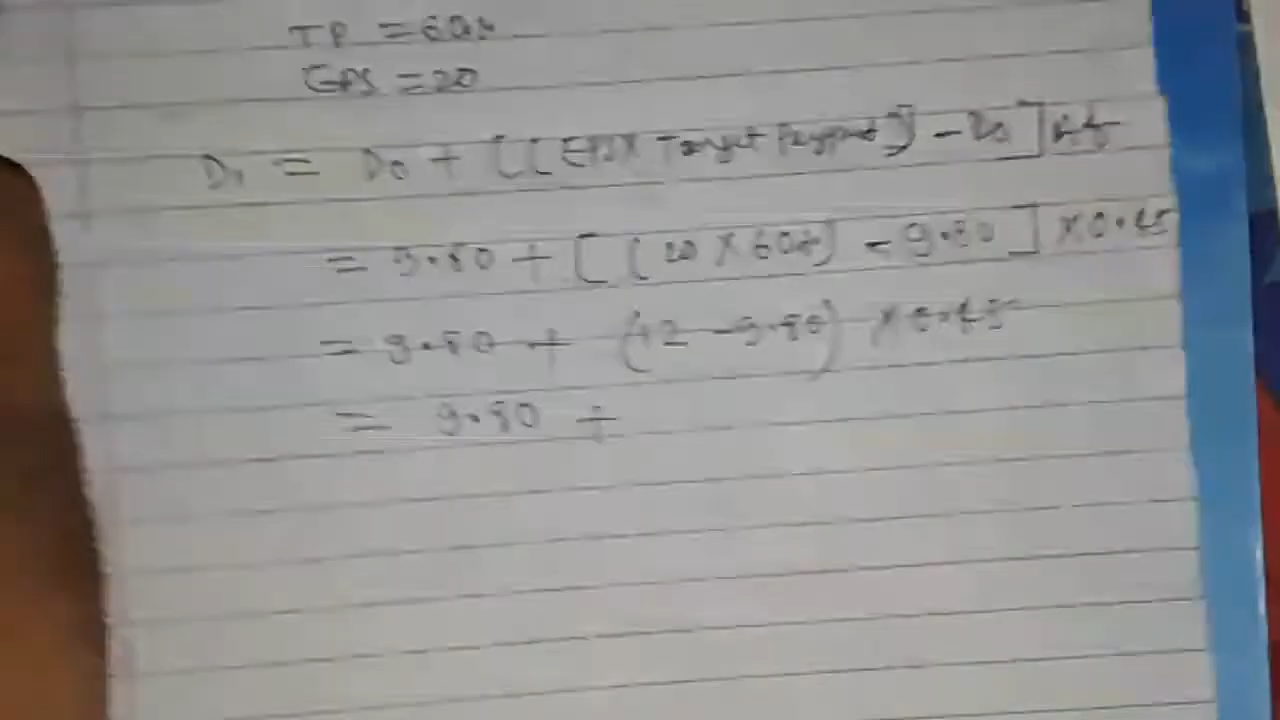 TP = 60%
EPS = 20
D₁ = D₀ + [(EPS × Target Payout) - D₀] × Af
= 9.80 + [(20 × 60%) - 9.80] × 0.45
= 9.80 + (12 - 9.80) × 0.45
= 9.80 +